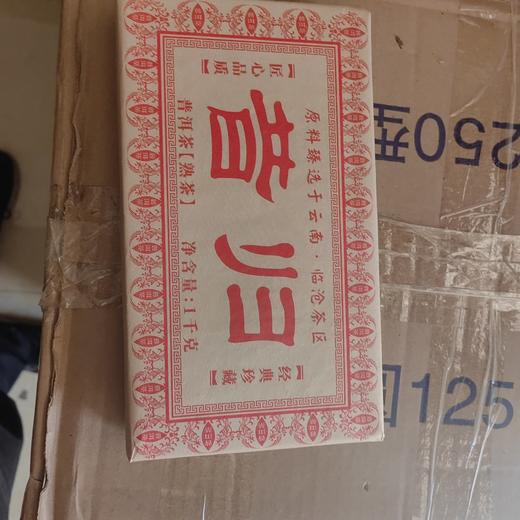 【匠心品质】
原料臻选于云南·临沧茶区
昔归
普洱茶【熟茶】 净含量:1千克
【经典珍藏】
250
125